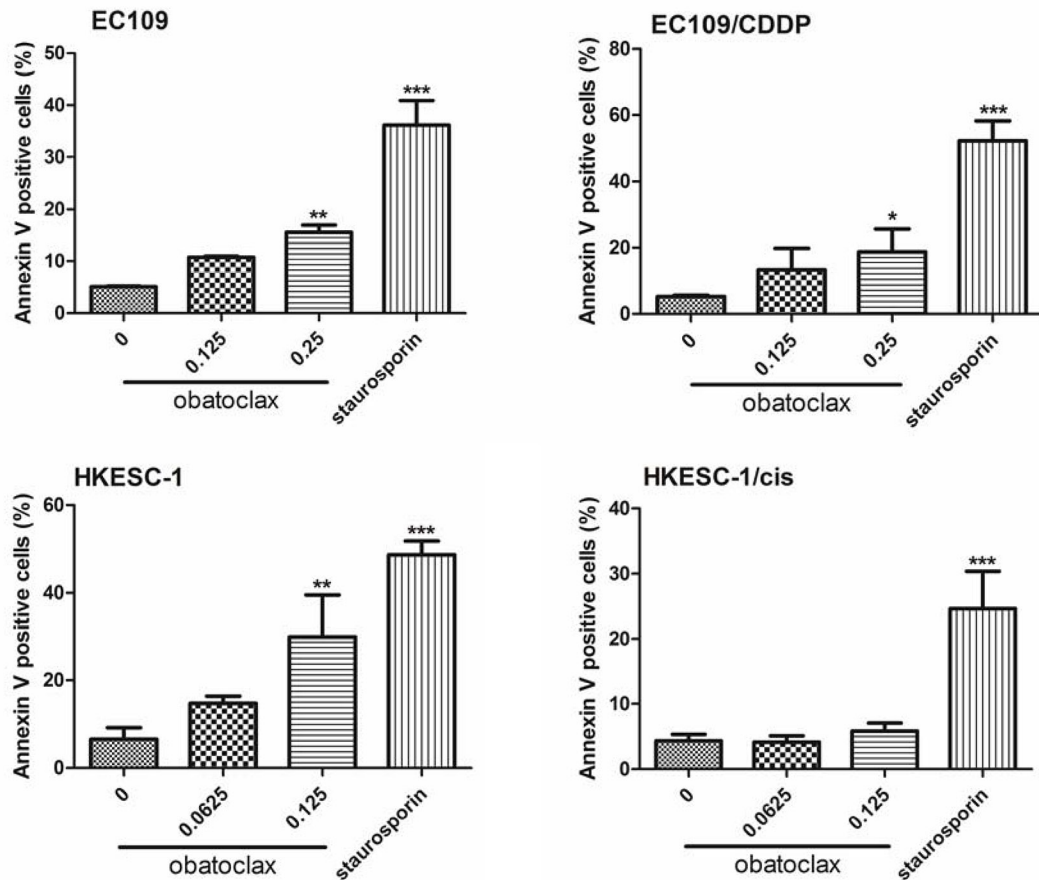 EC109
Annexin V positive cells (%)
50
40
30
20
10
0
**
***
0
0.125
0.25
staurosporin
obatoclax
EC109/CDDP
Annexin V positive cells (%)
80
60
40
20
0
*
***
0
0.125
0.25
staurosporin
obatoclax
HKESC-1
Annexin V positive cells (%)
60
40
20
0
**
***
0
0.0625
0.125
staurosporin
obatoclax
HKESC-1/cis
Annexin V positive cells (%)
40
30
20
10
0
***
0
0.0625
0.125
staurosporin
obatoclax